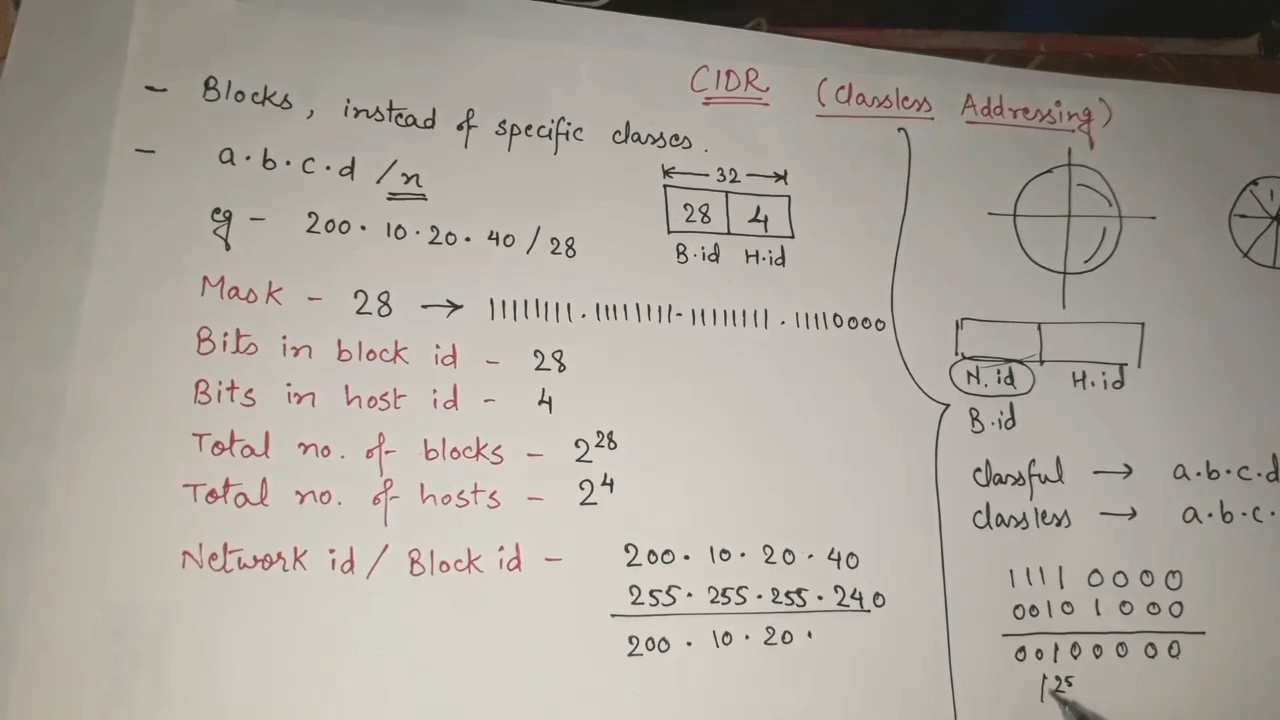 CIDR (Classless Addressing)
- Blocks, instead of specific classes.
- a.b.c.d /n
eg - 200.10.20.40/28
32
28 4
B.id H.id
Mask - 28 → 11111111.11111111.11111111.11110000
Bits in block id - 28
Bits in host id - 4
Total no. of blocks - 2^28
Total no. of hosts - 2^4
Network id / Block id - 200.10.20.40
255.255.255.240
200.10.20.
N.id H.id
B.id
classful → a.b.c.d
classless → a.b.c.
1111 0000
0010 1000
00100000